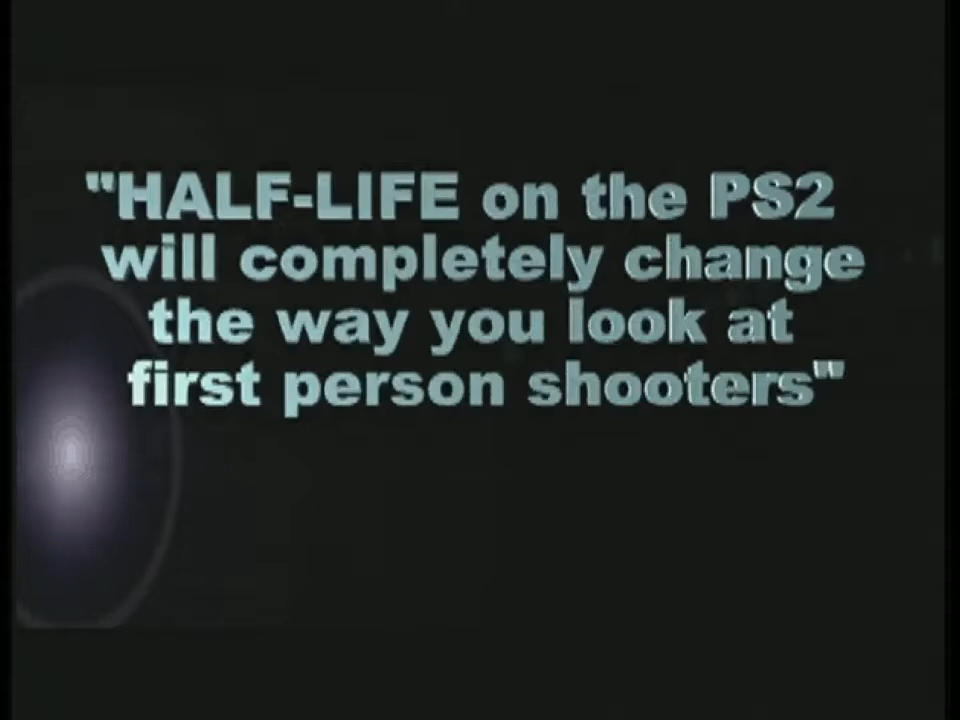 "HALF-LIFE on the PS2
will completely change
the way you look at
first person shooters"